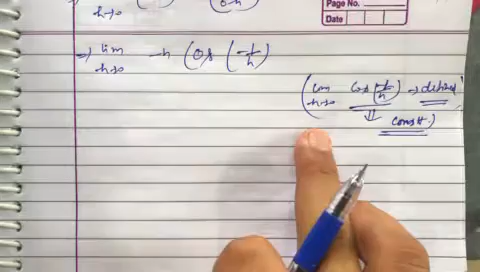 Page No.
Date
⇒ lim h→0 -h Cos (-1/h)
(lim h→0 Cos (-1/h) → defined
⇓
const.)